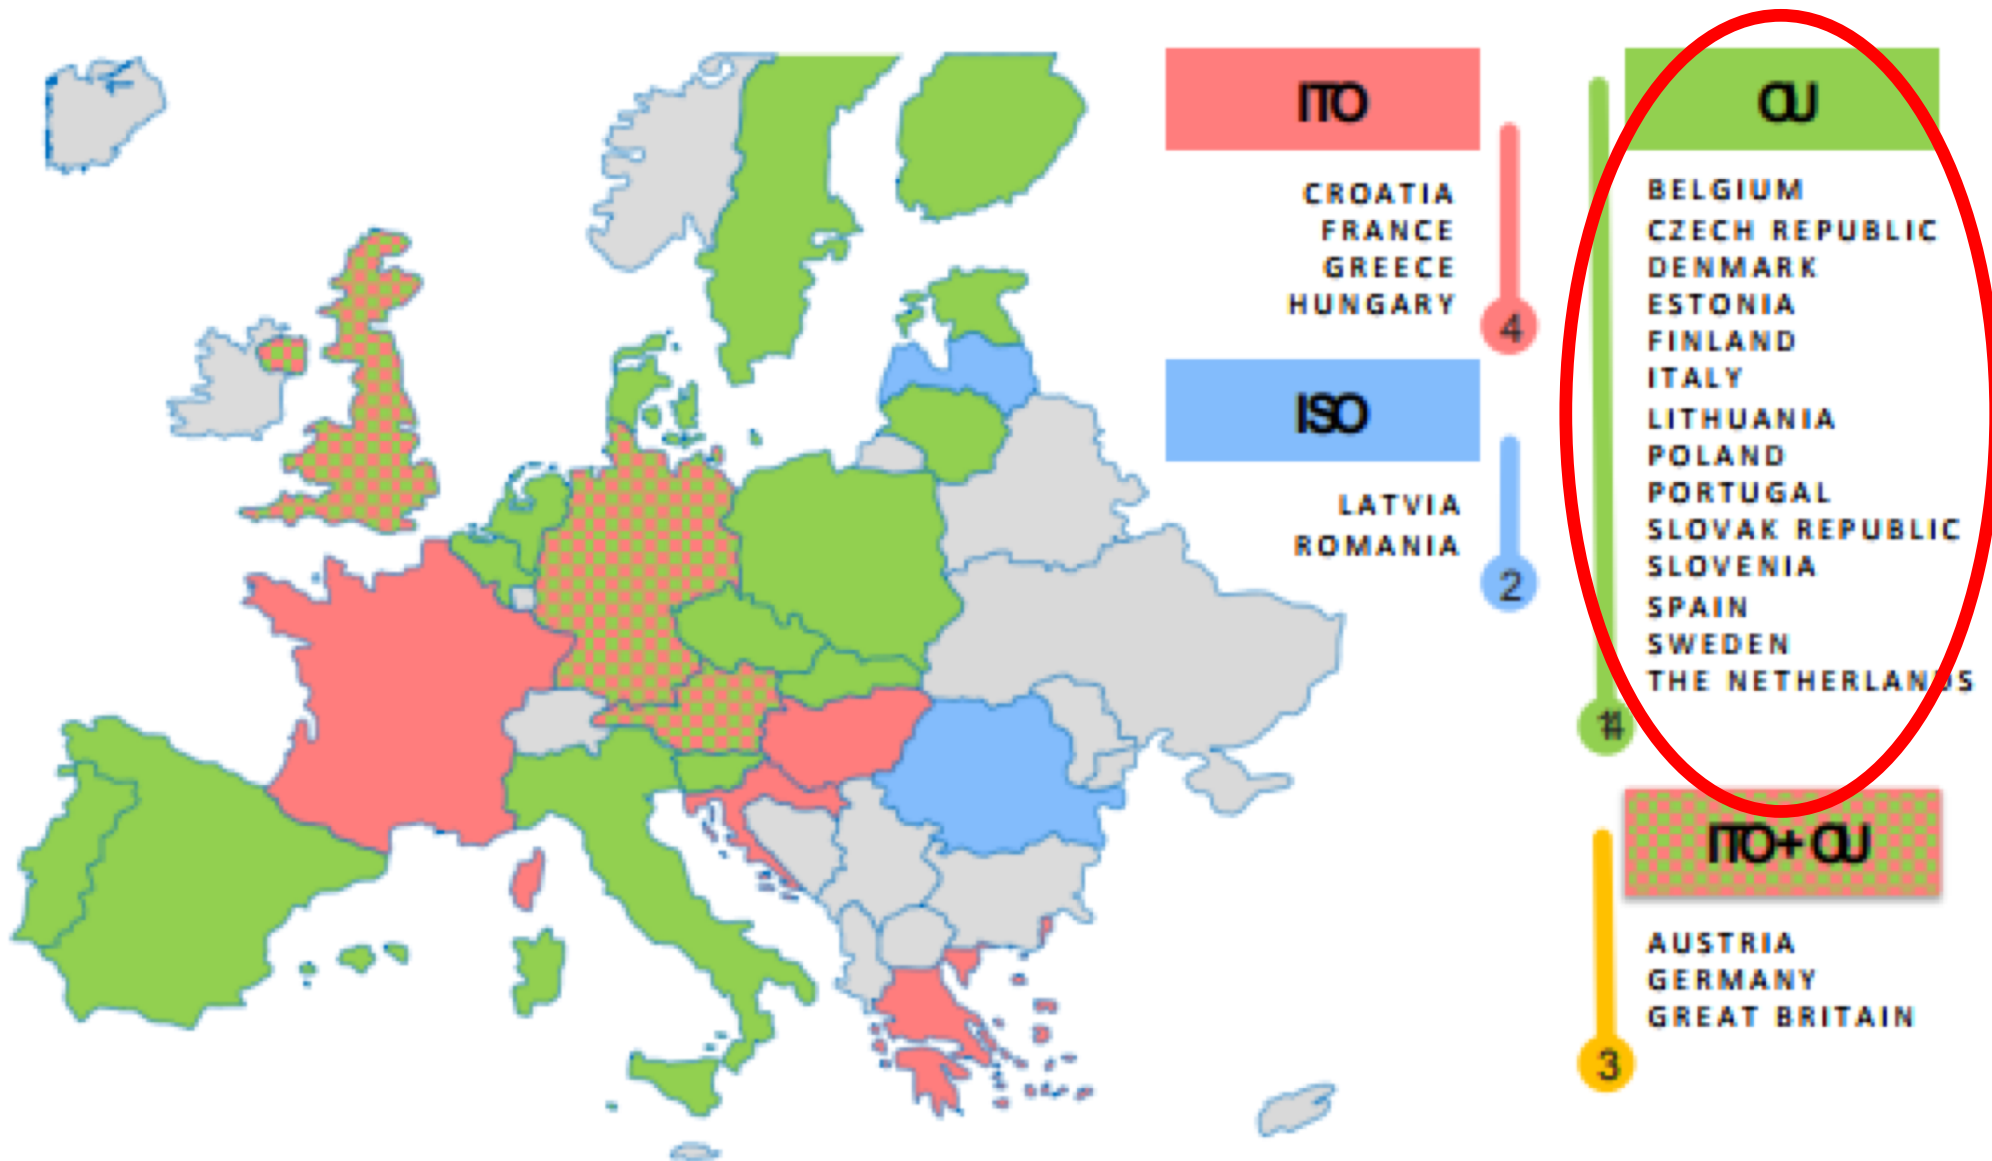 ITO
CROATIA
FRANCE
GREECE
HUNGARY
4
ISO
LATVIA
ROMANIA
2
OU
BELGIUM
CZECH REPUBLIC
DENMARK
ESTONIA
FINLAND
ITALY
LITHUANIA
POLAND
PORTUGAL
SLOVAK REPUBLIC
SLOVENIA
SPAIN
SWEDEN
THE NETHERLANDS
14
ITO+OU
AUSTRIA
GERMANY
GREAT BRITAIN
3